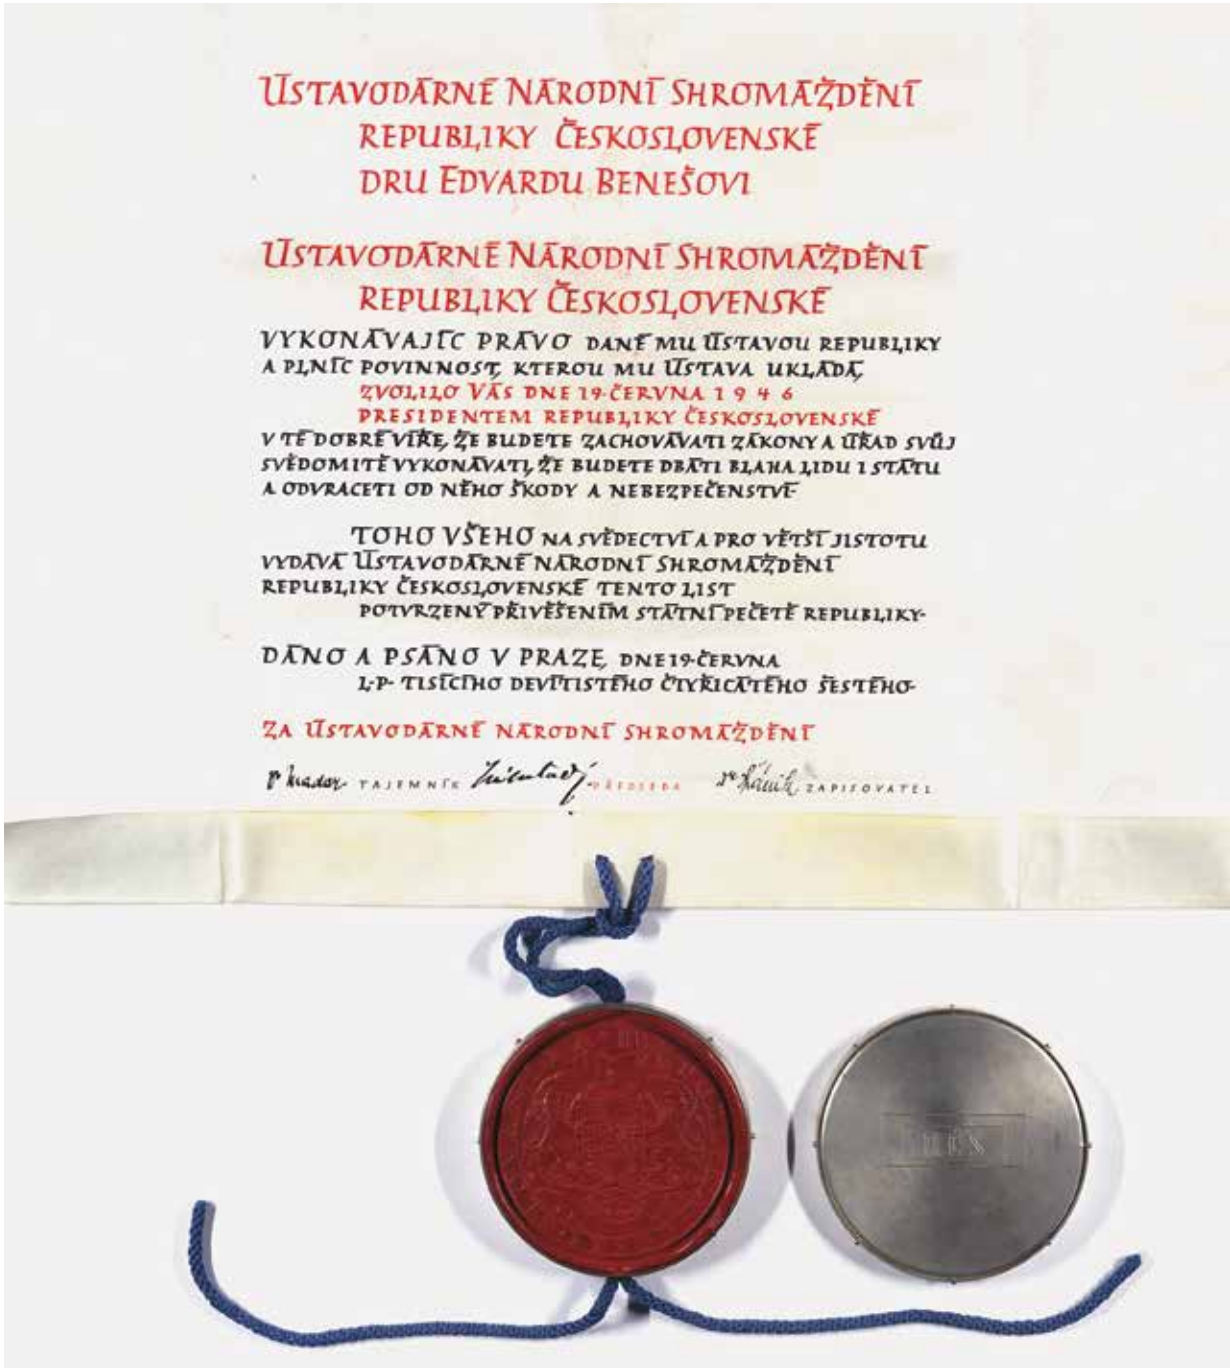 ÚSTAVODÁRNÉ NÁRODNÍ SHROMÁŽDĚNÍ
REPUBLIKY ČESKOSLOVENSKÉ
DRU EDVARDU BENEŠOVI
ÚSTAVODÁRNÉ NÁRODNÍ SHROMÁŽDĚNÍ
REPUBLIKY ČESKOSLOVENSKÉ
VYKONÁVAJÍC PRÁVO DANÉ MU ÚSTAVOU REPUBLIKY
A PLNÍC POVINNOST, KTEROU MU ÚSTAVA UKLÁDÁ,
ZVOLILO VÁS DNE 19. ČERVNA 1946
PRESIDENTEM REPUBLIKY ČESKOSLOVENSKÉ
V TÉ DOBRÉ VÍŘE, ŽE BUDETE ZACHOVÁVATI ZÁKONY A ÚŘAD SVŮJ
SVĚDOMITĚ VYKONÁVATI, ŽE BUDETE DBÁTI BLAHA LIDU I STÁTU
A ODVRACETI OD NĚHO ŠKODY A NEBEZPEČENSTVÍ.
TOHO VŠEHO NA SVĚDECTVÍ A PRO VĚTŠÍ JISTOTU
VYDÁVÁ ÚSTAVODÁRNÉ NÁRODNÍ SHROMÁŽDĚNÍ
REPUBLIKY ČESKOSLOVENSKÉ TENTO LIST
POTVRZENÝ PŘIVĚŠENÍM STÁTNÍ PEČETĚ REPUBLIKY.
DÁNO A PSÁNO V PRAZE, DNE 19. ČERVNA
L. P. TISÍCÍHO DEVÍTISTÉHO ČTYŘICÁTÉHO ŠESTÉHO.
ZA ÚSTAVODÁRNÉ NÁRODNÍ SHROMÁŽDĚNÍ
TAJEMNÍK PŘEDSEDA ZAPISOVATEL